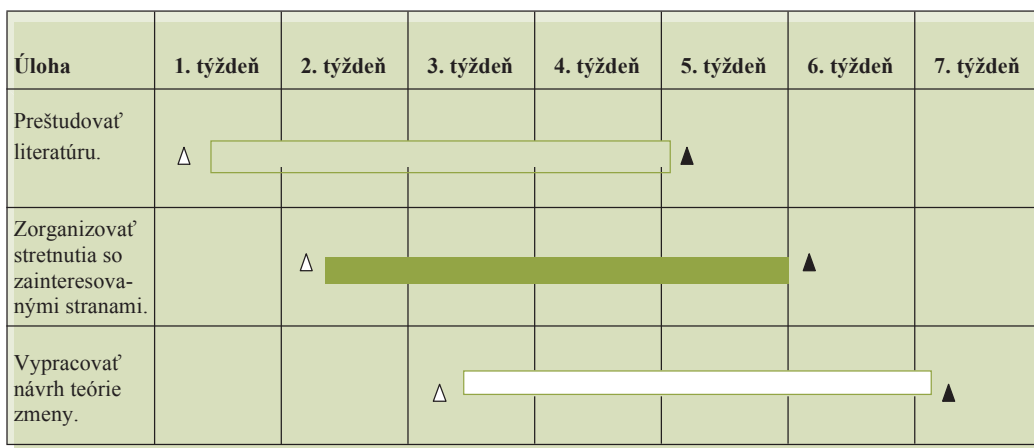 Úloha 1. týždeň 2. týždeň 3. týždeň 4. týždeň 5. týždeň 6. týždeň 7. týždeň
Preštudovať
literatúru.
Zorganizovať
stretnutia so
zainteresova-
nými stranami.
Vypracovať
návrh teórie
zmeny.